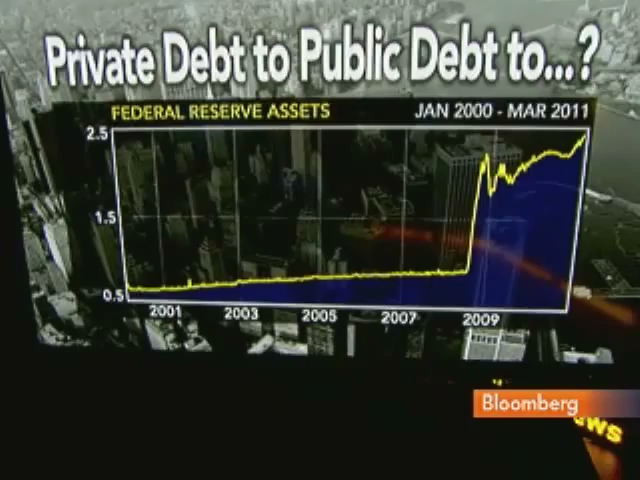 Private Debt to Public Debt to...?
FEDERAL RESERVE ASSETS JAN 2000 - MAR 2011
2.5
1.5
0.5
2001 2003 2005 2007 2009
Bloomberg